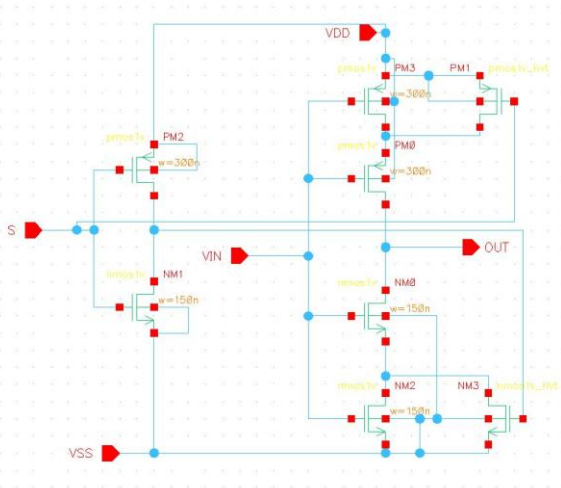 VDD
pmos1v PM3 PM1 pmos1v_hvt
w=300n
pmos1v PM2
pmos1v PM0
w=300n
w=300n
S
VIN
OUT
nmos1v NM1
nmos1v NM0
w=150n
w=150n
nmos1v NM2 NM3 nmos1v_hvt
w=150n
VSS